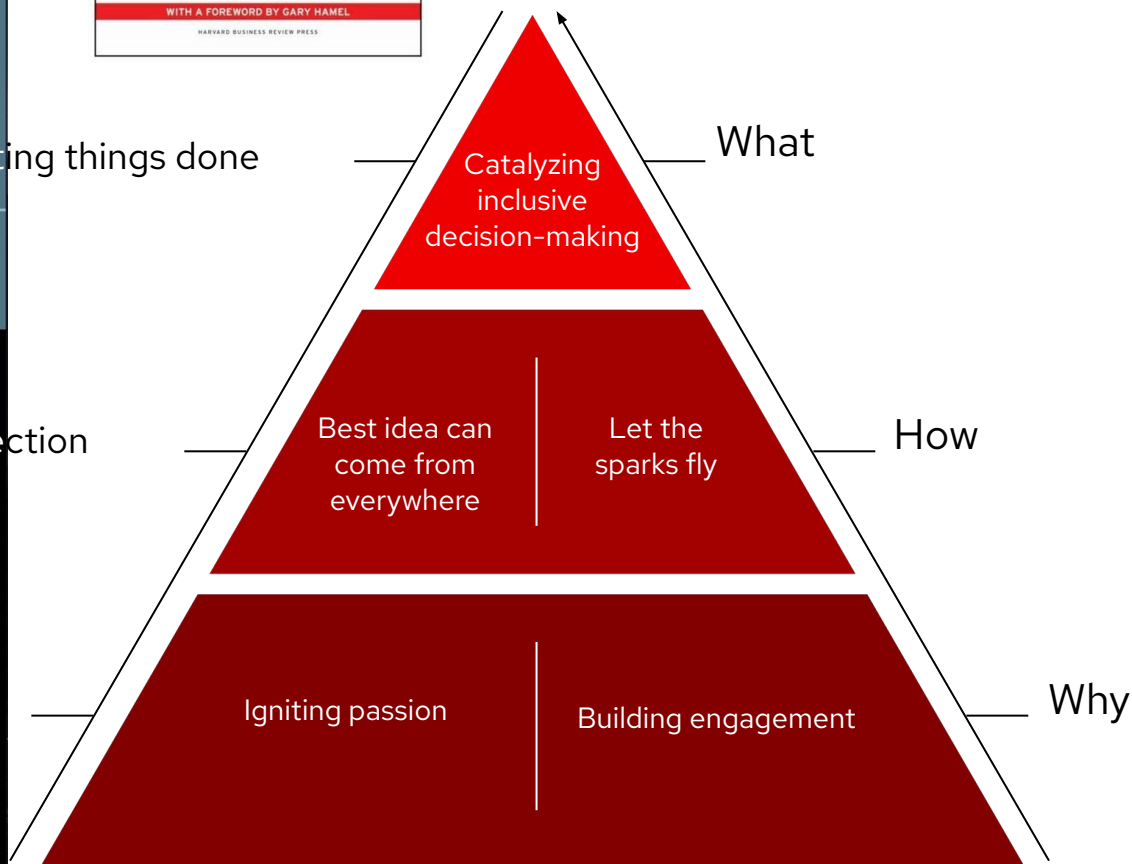 WITH A FOREWORD BY GARY HAMEL
HARVARD BUSINESS REVIEW PRESS
ting things done
What
Catalyzing
inclusive
decision-making
ction
How
Best idea can
come from
everywhere
Let the
sparks fly
Why
Igniting passion
Building engagement